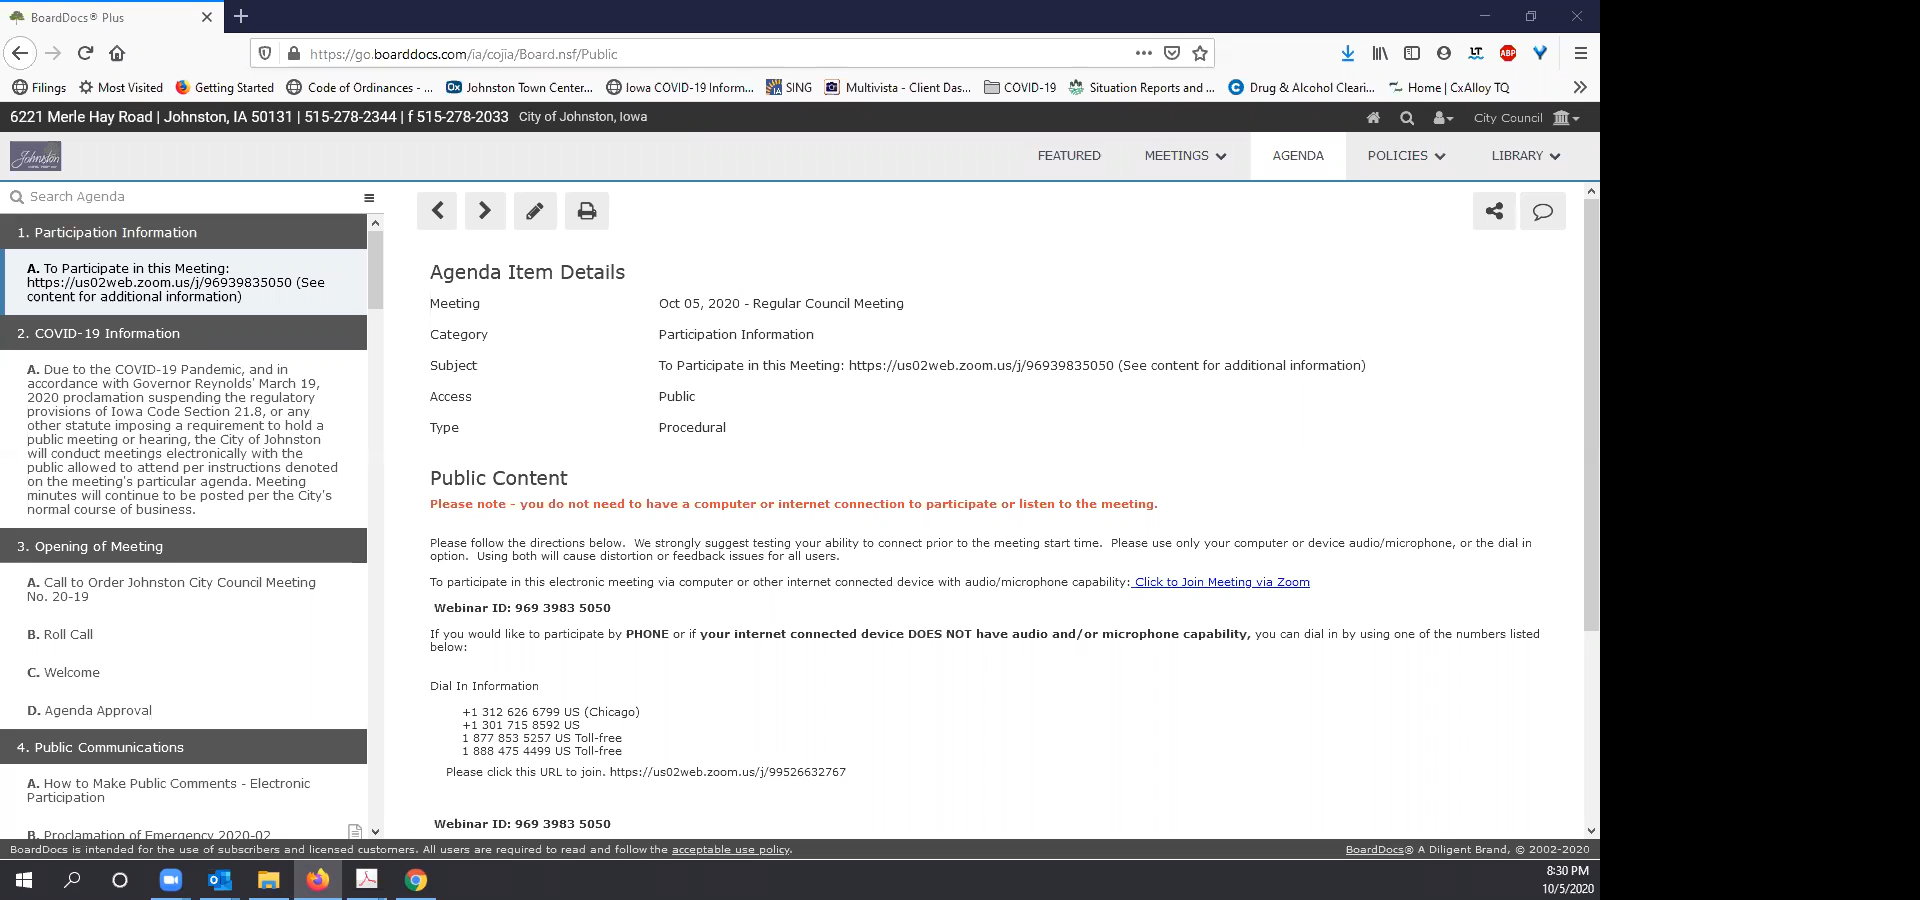 BoardDocs® Plus
https://go.boarddocs.com/ia/cojia/Board.nsf/Public
LT
ABP
Filings
Most Visited
Getting Started
Code of Ordinances - ...
Johnston Town Center...
Iowa COVID-19 Inform...
SING
Multivista - Client Das...
COVID-19
Situation Reports and ...
Drug & Alcohol Cleari...
Home | CxAlloy TQ
6221 Merle Hay Road | Johnston, IA 50131 | 515-278-2344 | f 515-278-2033 City of Johnston, Iowa
City Council
Johnston
FEATURED
MEETINGS
AGENDA
POLICIES
LIBRARY
Search Agenda
1. Participation Information
A. To Participate in this Meeting:
https://us02web.zoom.us/j/96939835050 (See
content for additional information)
2. COVID-19 Information
A. Due to the COVID-19 Pandemic, and in
accordance with Governor Reynolds' March 19,
2020 proclamation suspending the regulatory
provisions of Iowa Code Section 21.8, or any
other statute imposing a requirement to hold a
public meeting or hearing, the City of Johnston
will conduct meetings electronically with the
public allowed to attend per instructions denoted
on the meeting's particular agenda. Meeting
minutes will continue to be posted per the City's
normal course of business.
3. Opening of Meeting
A. Call to Order Johnston City Council Meeting
No. 20-19
B. Roll Call
C. Welcome
D. Agenda Approval
4. Public Communications
A. How to Make Public Comments - Electronic
Participation
B. Proclamation of Emergency 2020-02
Agenda Item Details
Meeting Oct 05, 2020 - Regular Council Meeting
Category Participation Information
Subject To Participate in this Meeting: https://us02web.zoom.us/j/96939835050 (See content for additional information)
Access Public
Type Procedural
Public Content
Please note - you do not need to have a computer or internet connection to participate or listen to the meeting.
Please follow the directions below. We strongly suggest testing your ability to connect prior to the meeting start time. Please use only your computer or device audio/microphone, or the dial in
option. Using both will cause distortion or feedback issues for all users.
To participate in this electronic meeting via computer or other internet connected device with audio/microphone capability: Click to Join Meeting via Zoom
Webinar ID: 969 3983 5050
If you would like to participate by PHONE or if your internet connected device DOES NOT have audio and/or microphone capability, you can dial in by using one of the numbers listed
below:
Dial In Information
+1 312 626 6799 US (Chicago)
+1 301 715 8592 US
1 877 853 5257 US Toll-free
1 888 475 4499 US Toll-free
Please click this URL to join. https://us02web.zoom.us/j/99526632767
Webinar ID: 969 3983 5050
BoardDocs is intended for the use of subscribers and licensed customers. All users are required to read and follow the acceptable use policy.
BoardDocs® A Diligent Brand, © 2002-2020
8:30 PM
10/5/2020